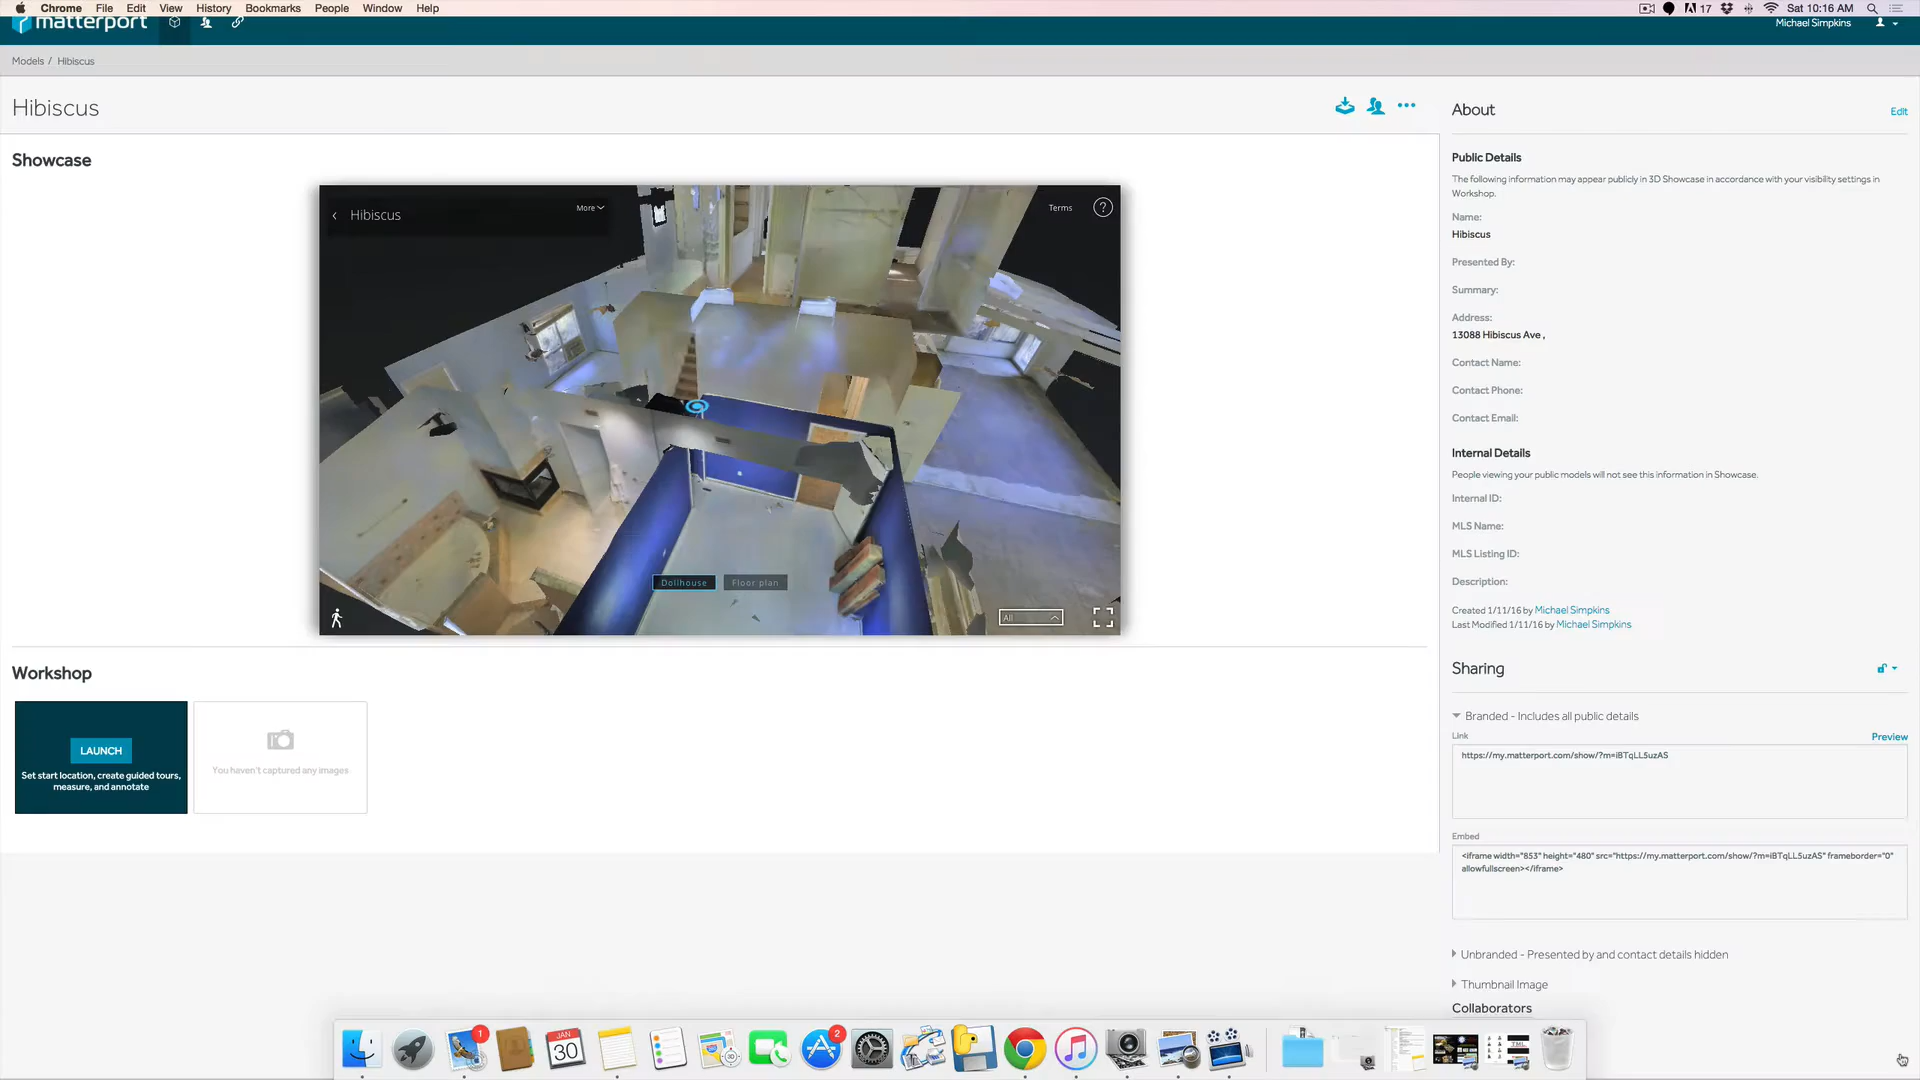 Chrome File Edit View History Bookmarks People Window Help
17 Sat 10:16 AM
matterport
Michael Simpkins
Models / Hibiscus
Hibiscus
Showcase
Hibiscus
More
Terms
?
Dollhouse
Floor plan
All
Workshop
LAUNCH
Set start location, create guided tours,
measure, and annotate
You haven't captured any images
About
Edit
Public Details
The following information may appear publicly in 3D Showcase in accordance with your visibility settings in
Workshop.
Name:
Hibiscus
Presented By:
Summary:
Address:
13088 Hibiscus Ave ,
Contact Name:
Contact Phone:
Contact Email:
Internal Details
People viewing your public models will not see this information in Showcase.
Internal ID:
MLS Name:
MLS Listing ID:
Description:
Created 1/11/16 by Michael Simpkins
Last Modified 1/11/16 by Michael Simpkins
Sharing
Branded - Includes all public details
Link
Preview
https://my.matterport.com/show/?m=iBTqLL5uzAS
Embed
<iframe width="853" height="480" src="https://my.matterport.com/show/?m=iBTqLL5uzAS" frameborder="0"
allowfullscreen></iframe>
Unbranded - Presented by and contact details hidden
Thumbnail Image
Collaborators
1
JAN
30
2
TML